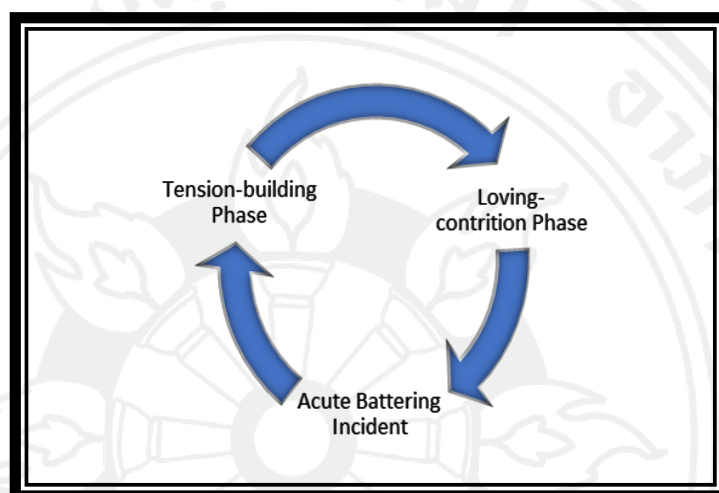 Tension-building
Phase
Loving-
contrition Phase
Acute Battering
Incident